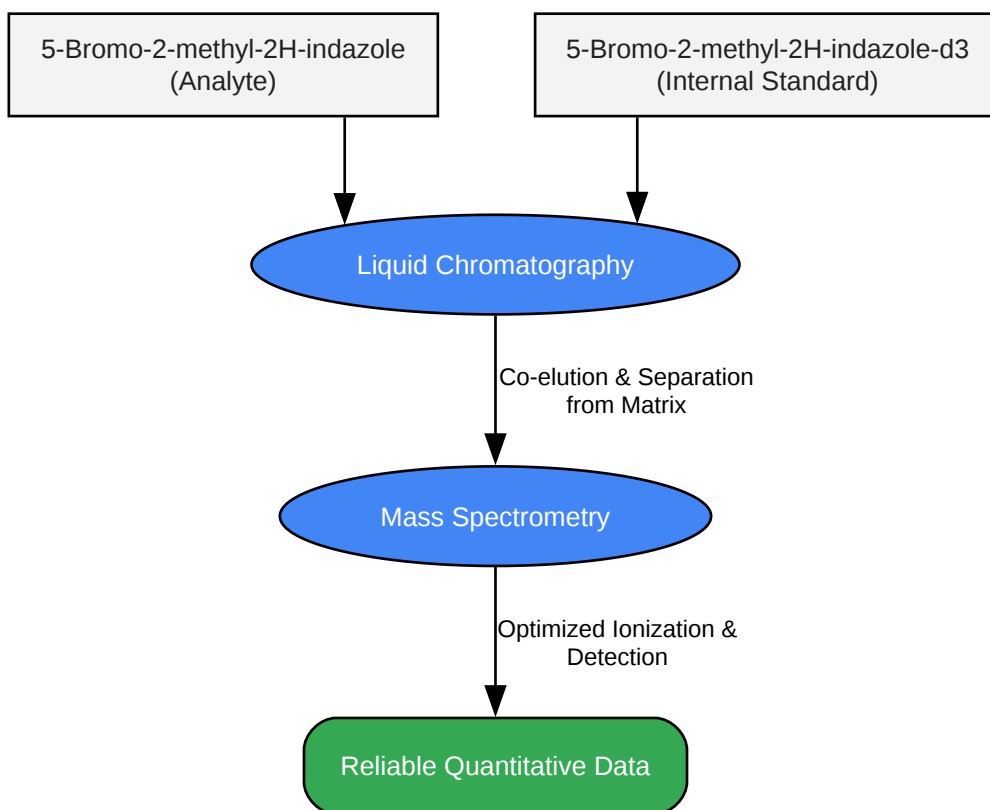 5-Bromo-2-methyl-2H-indazole
(Analyte)
5-Bromo-2-methyl-2H-indazole-d3
(Internal Standard)
Liquid Chromatography
Co-elution & Separation
from Matrix
Mass Spectrometry
Optimized Ionization &
Detection
Reliable Quantitative Data